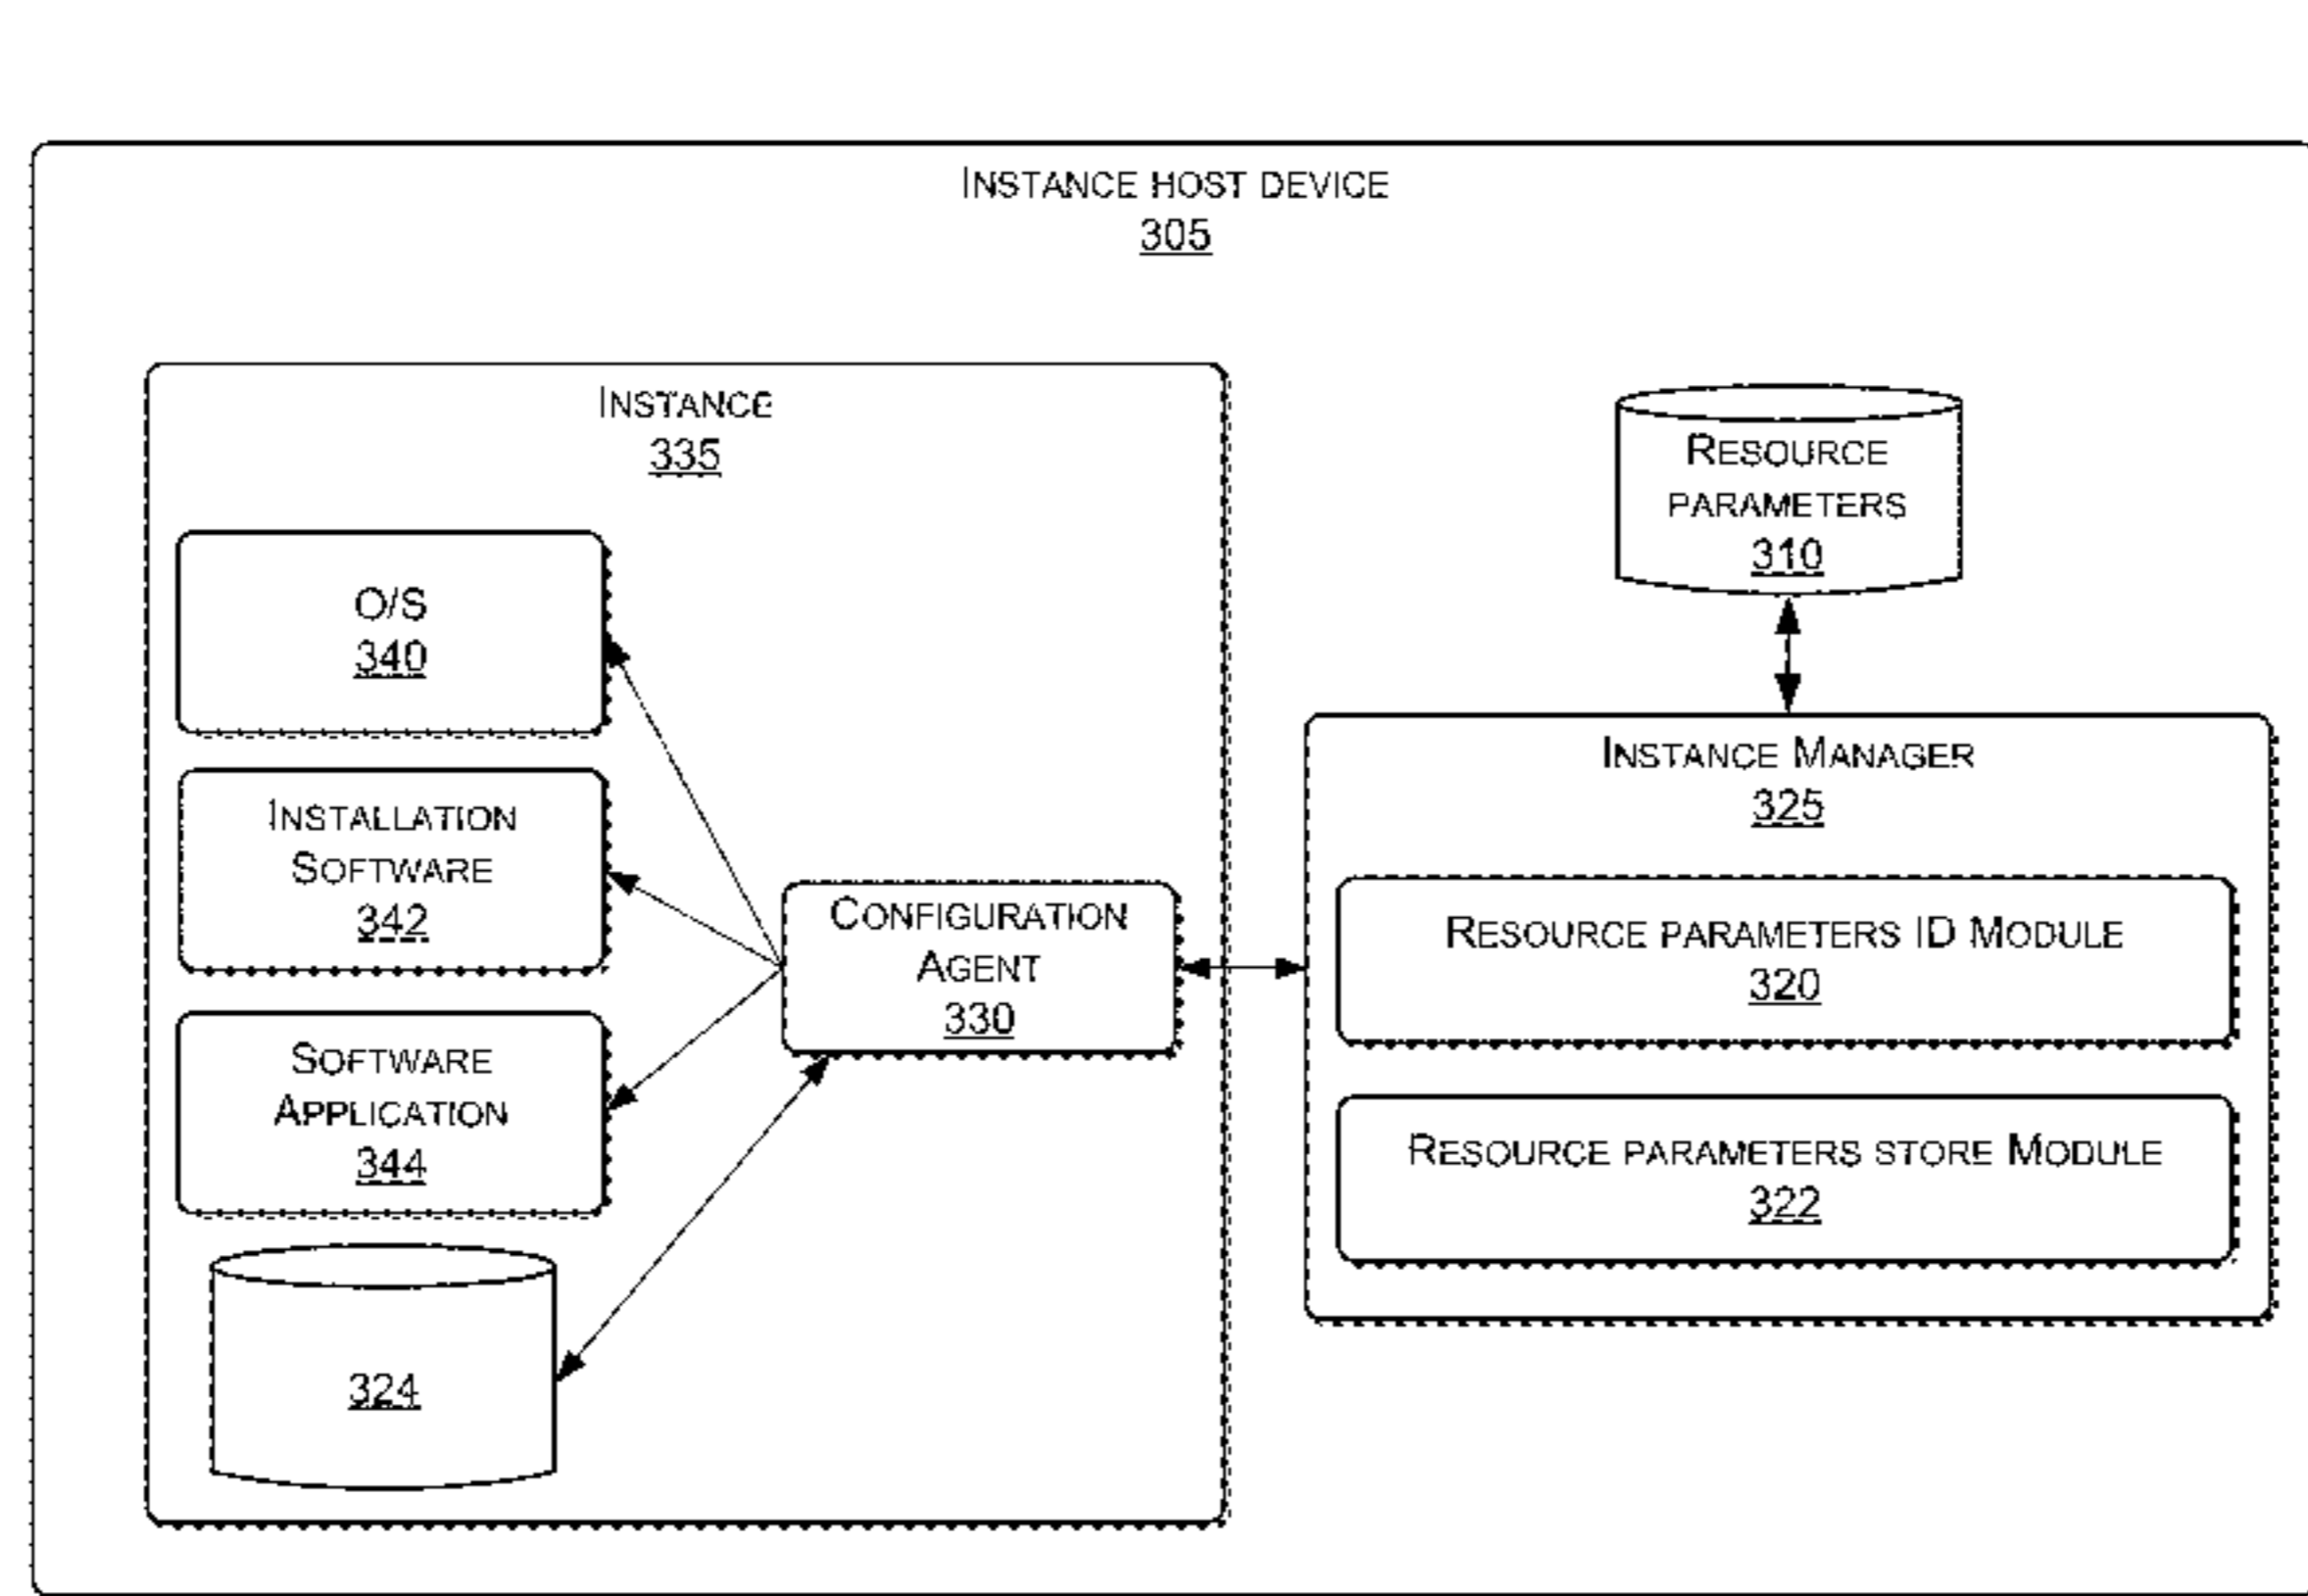 INSTANCE HOST DEVICE
305
INSTANCE
335
O/S
340
INSTALLATION
SOFTWARE
342
SOFTWARE
APPLICATION
344
324
CONFIGURATION
AGENT
330
RESOURCE
PARAMETERS
310
INSTANCE MANAGER
325
RESOURCE PARAMETERS ID MODULE
320
RESOURCE PARAMETERS STORE MODULE
322